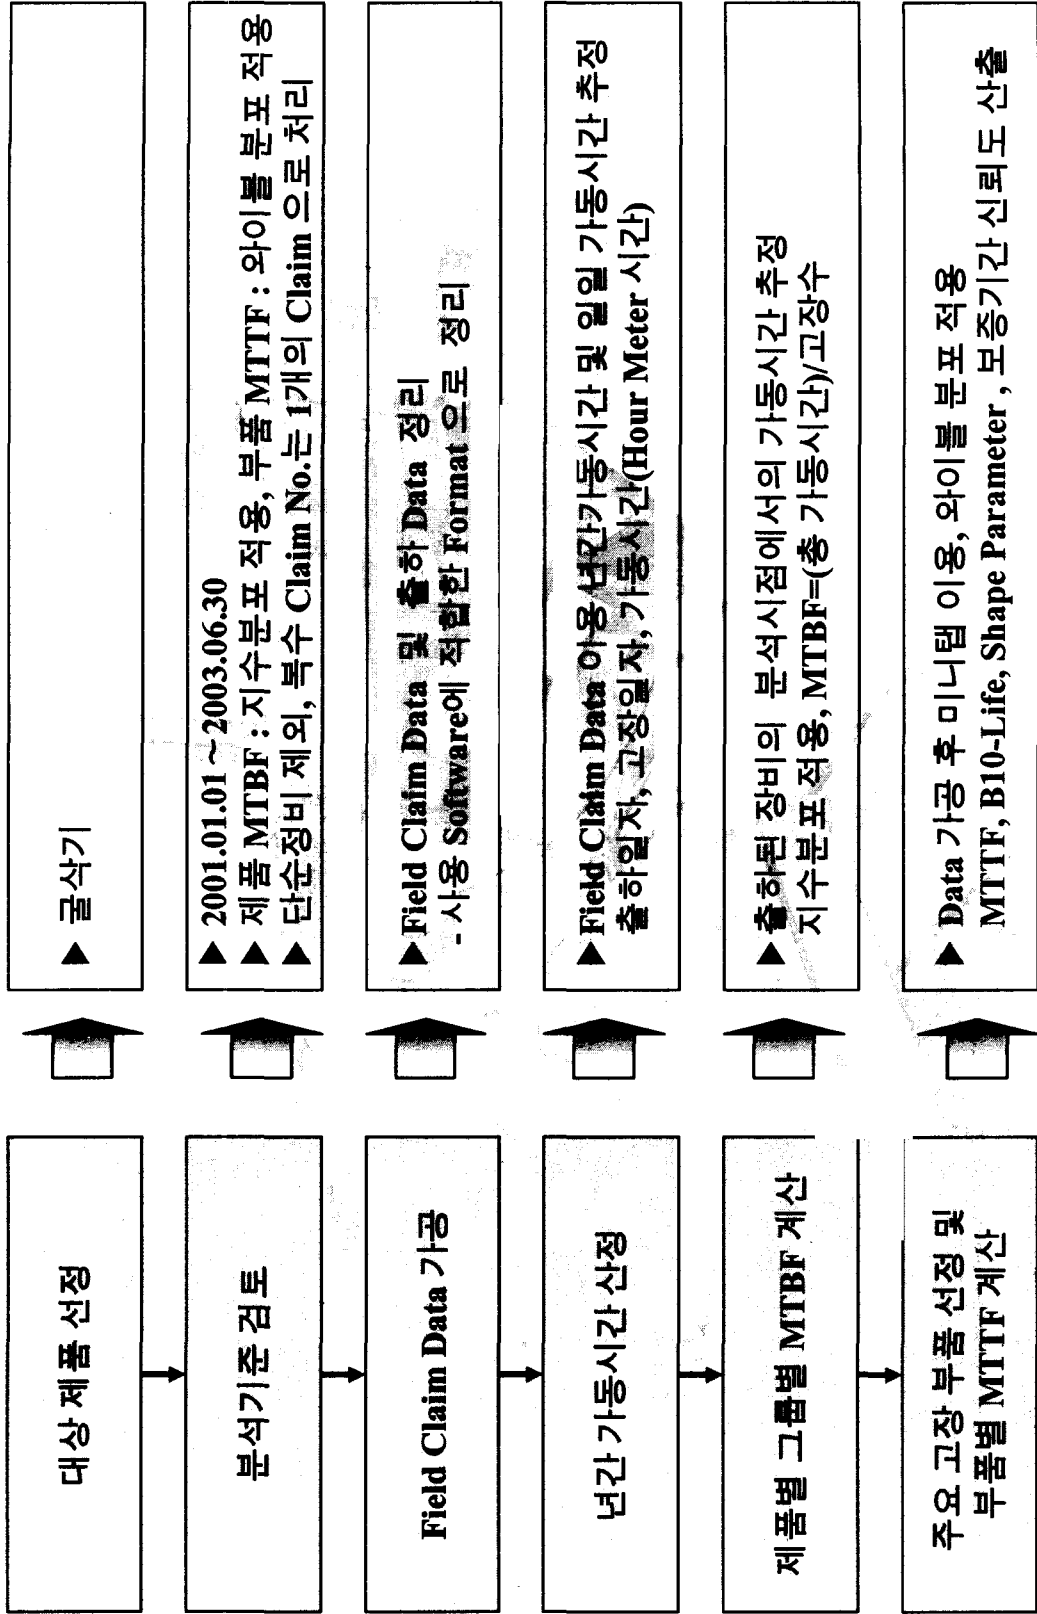 대상 제품 선정
▶ 굴삭기
분석기준 검토
▶ 2001.01.01~2003.06.30
▶ 제품 MTBF : 지수분포 적용, 부품 MTTF : 와이블 분포 적용
▶ 단순정비 제외, 복수 Claim No.는 1개의 Claim 으로 처리
Field Claim Data 가공
▶ Field Claim Data 및 출하 Data 정리
- 사용 Software에 적합한 Format 으로 정리
년간 가동시간 산정
▶ Field Claim Data 이용 년간가동시간 및 일일 가동시간 추정
출하일자, 고장일자, 가동시간(Hour Meter 시간)
제품별 그룹별 MTBF 계산
▶ 출하된 장비의 분석시점에서의 가동시간 추정
지수분포 적용, MTBF=(총 가동시간)/고장수
주요 고장 부품 선정 및
부품별 MTTF 계산
▶ Data 가공 후 미니탭 이용, 와이블 분포 적용
MTTF, B10-Life, Shape Parameter , 보증기간 신뢰도 산출